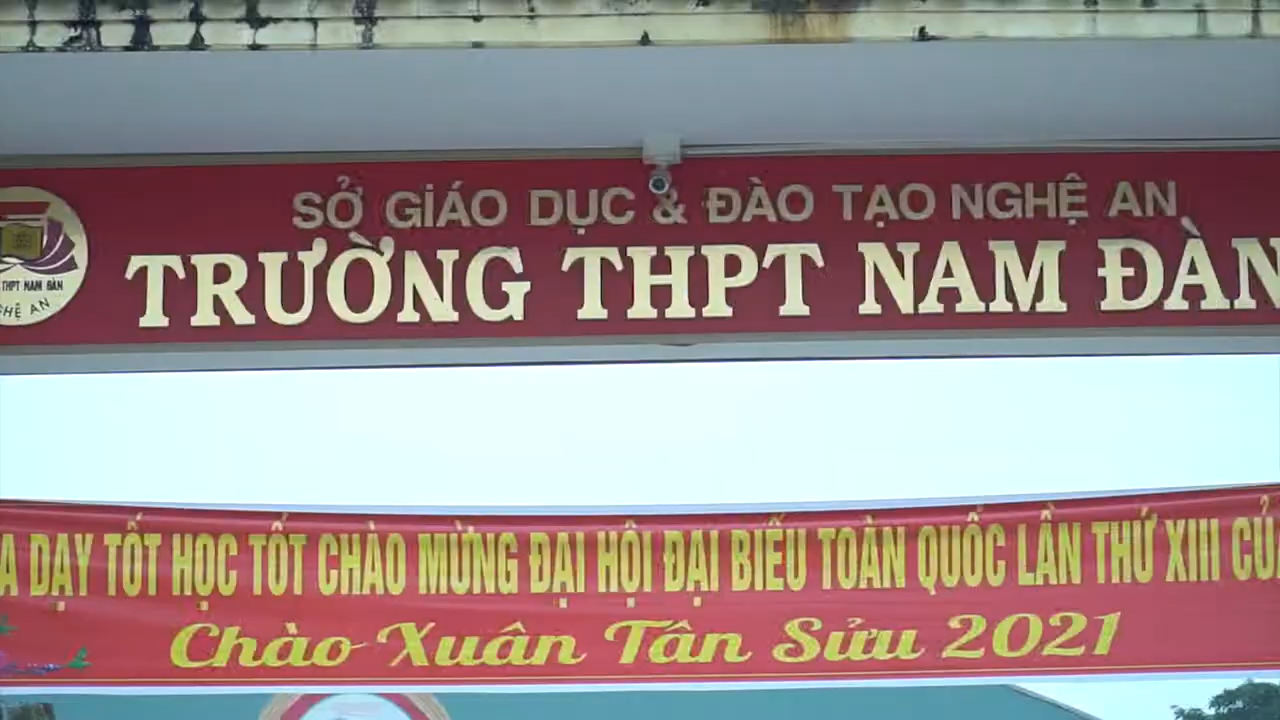 SỞ GIÁO DỤC & ĐÀO TẠO NGHỆ AN
TRƯỜNG THPT NAM ĐÀN
THPT NAM ĐÀN
NGHỆ AN
DẠY TỐT HỌC TỐT CHÀO MỪNG ĐẠI HỘI ĐẠI BIỂU TOÀN QUỐC LẦN THỨ XIII CỦ
Chào Xuân Tân Sửu 2021